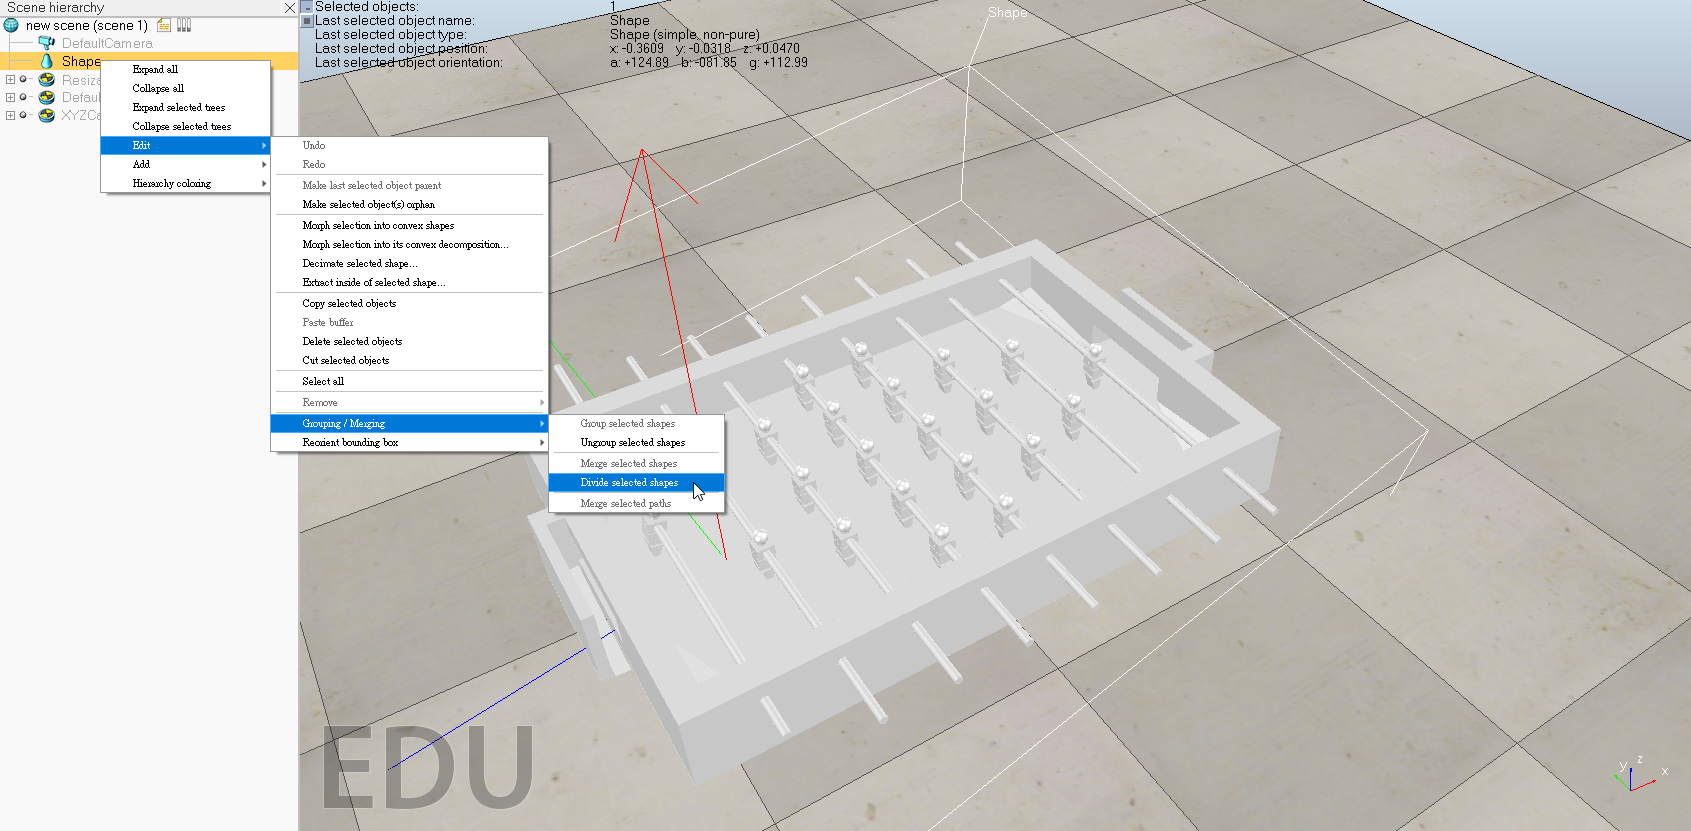 Scene hierarchy
new scene (scene 1)
DefaultCamera
Shape
Resiza
Defaul
XYZCa
Expand all
Collapse all
Expand selected trees
Collapse selected trees
Edit
Add
Hierarchy coloring
Undo
Redo
Make last selected object parent
Make selected object(s) orphan
Morph selection into convex shapes
Morph selection into its convex decomposition...
Decimate selected shape...
Extract inside of selected shape...
Copy selected objects
Paste buffer
Delete selected objects
Cut selected objects
Select all
Remove
Grouping / Merging
Reorient bounding box
Group selected shapes
Ungroup selected shapes
Merge selected shapes
Divide selected shapes
Merge selected paths
Selected objects: 1
Last selected object name: Shape
Last selected object type: Shape (simple, non-pure)
Last selected object position: x: -0.3609 y: -0.0318 z: +0.0470
Last selected object orientation: a: +124.89 b: -081.85 g: +112.99
Shape
EDU
y z x